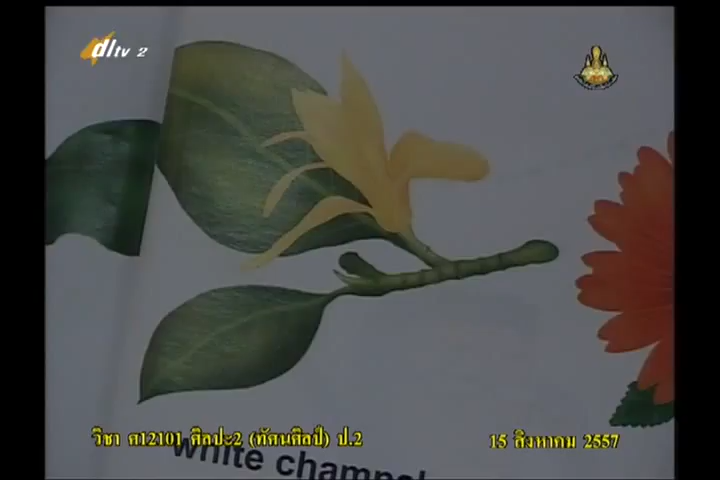 dltv 2
วิชา ศ12101 ศิลปะ2 (ทัศนศิลป์) ป.2
15 สิงหาคม 2557
white